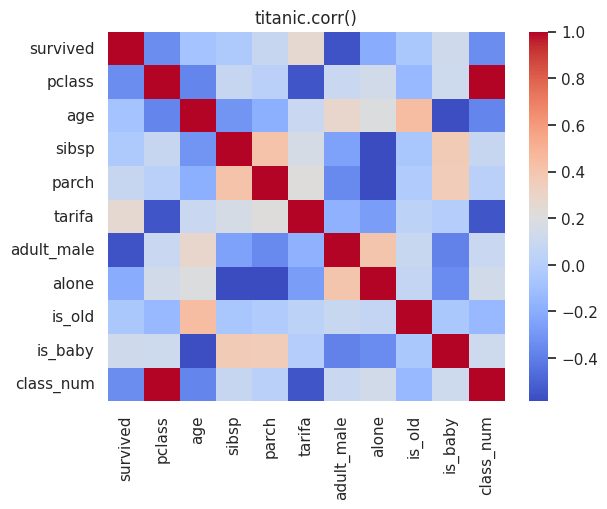 titanic.corr()
survived
pclass
age
sibsp
parch
tarifa
adult_male
alone
is_old
is_baby
class_num
survived
pclass
age
sibsp
parch
tarifa
adult_male
alone
is_old
is_baby
class_num
1.0
0.8
0.6
0.4
0.2
0.0
−0.2
−0.4